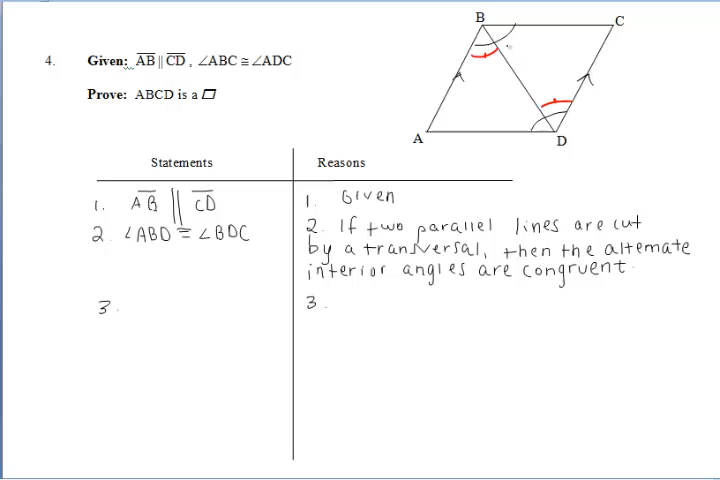 B
C
4.
Given: AB || CD , ∠ABC ≅ ∠ADC
Prove: ABCD is a ▱
A
D
Statements
Reasons
1. AB || CD
1. Given
2. ∠ABD ≅ ∠BDC
2. If two parallel lines are cut
by a transversal, then the alternate
interior angles are congruent.
3.
3.